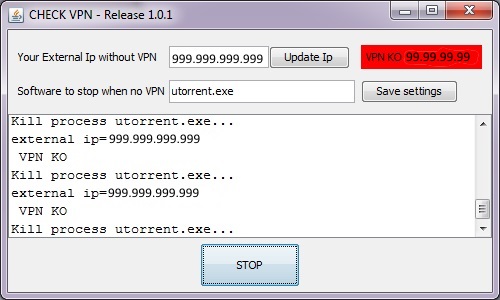 CHECK VPN - Release 1.0.1
Your External Ip without VPN 999.999.999.999 Update Ip VPN KO 99.99.99.99
Software to stop when no VPN utorrent.exe Save settings
Kill process utorrent.exe...
external ip=999.999.999.999
VPN KO
Kill process utorrent.exe...
external ip=999.999.999.999
VPN KO
Kill process utorrent.exe...
STOP